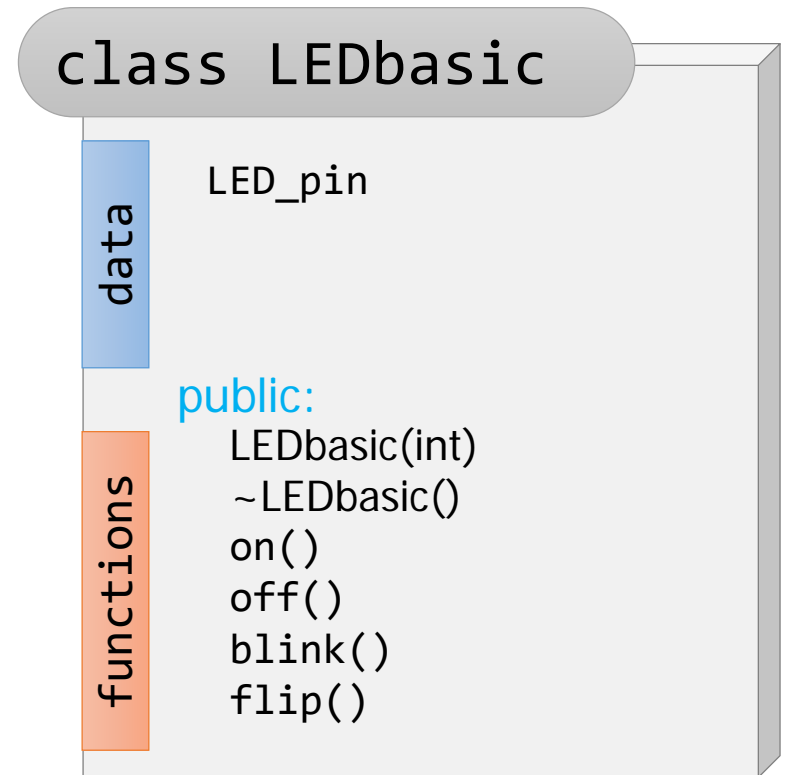 class LEDbasic
data
LED_pin
public:
functions
LEDbasic(int)
~LEDbasic()
on()
off()
blink()
flip()